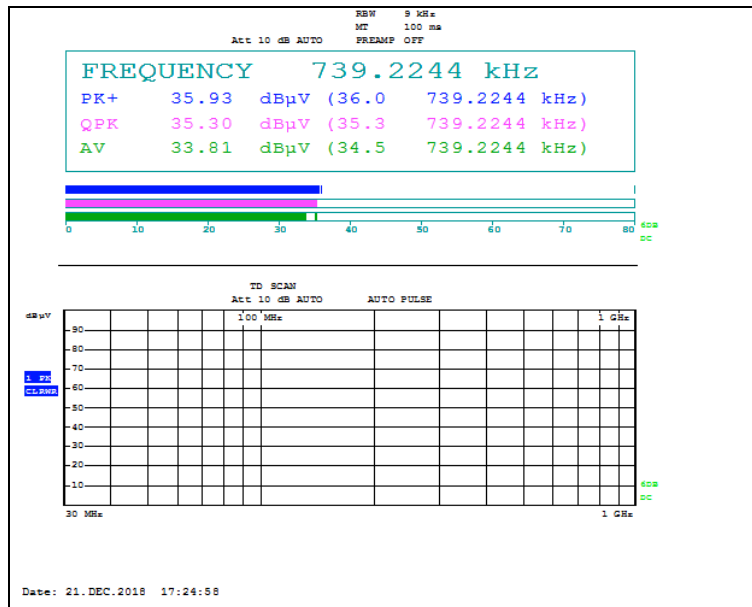 RBW 9 kHz
MT 100 ms
Att 10 dB AUTO PREAMP OFF
FREQUENCY 739.2244 kHz
PK+ 35.93 dBµV (36.0 739.2244 kHz)
QPK 35.30 dBµV (35.3 739.2244 kHz)
AV 33.81 dBµV (34.5 739.2244 kHz)
0 10 20 30 40 50 60 70 80
6DB
DC
TD SCAN
Att 10 dB AUTO AUTO PULSE
dBµV
100 MHz 1 GHz
90
80
70
1 PK
CLRWR
60
50
40
30
20
10
6DB
DC
30 MHz 1 GHz
Date: 21.DEC.2018 17:24:58